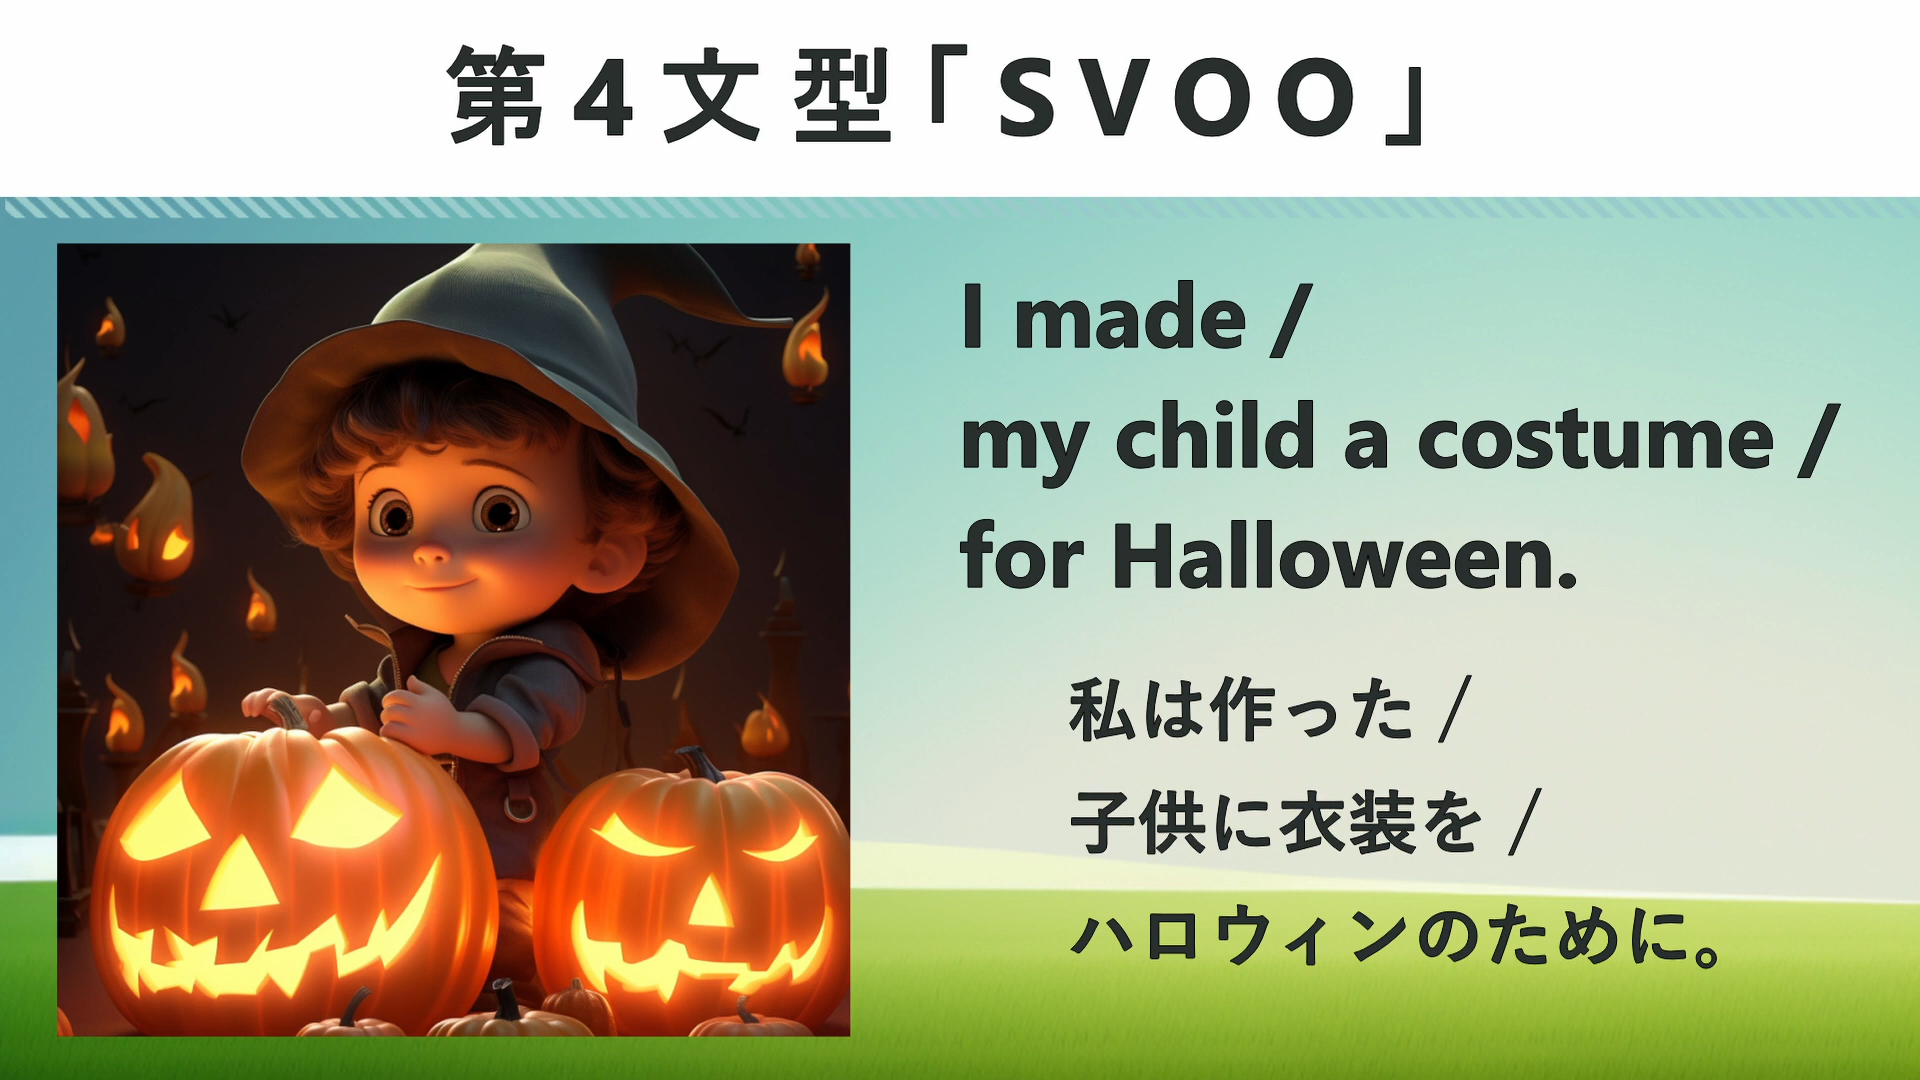 第4文型「SVOO」
I made /
my child a costume /
for Halloween.
私は作った /
子供に衣装を /
ハロウィンのために。